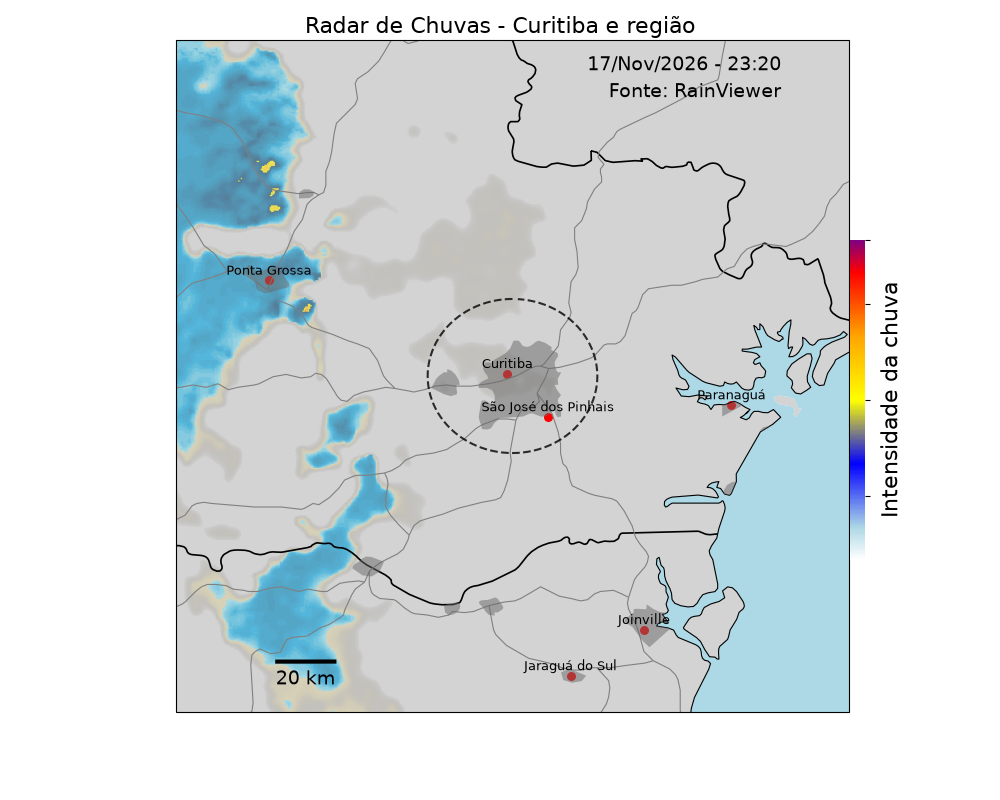 Radar de Chuvas - Curitiba e região
17/Nov/2026 - 23:20
Fonte: RainViewer
Ponta Grossa
Curitiba
Paranaguá
São José dos Pinhais
Intensidade da chuva
Joinville
Jaraguá do Sul
20 km